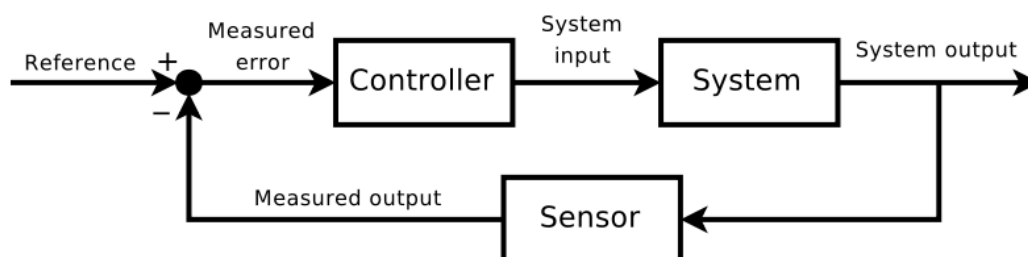 Reference
+
−
Measured
error
Controller
System
input
System
System output
Measured output
Sensor